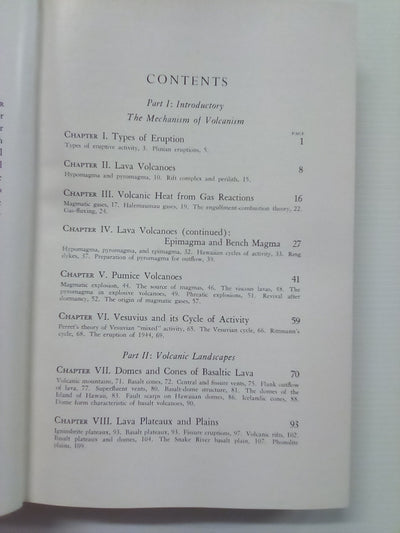 CONTENTS
Part I: Introductory
The Mechanism of Volcanism
PAGE
CHAPTER I. Types of Eruption 1
Types of eruptive activity, 3. Plinian eruptions, 5.
CHAPTER II. Lava Volcanoes 8
Hypomagma and pyromagma, 10. Rift complex and perilith, 15.
CHAPTER III. Volcanic Heat from Gas Reactions 16
Magmatic gases, 17. Halemaumau gases, 19. The engulfment-combustion theory, 22.
Gas-fluxing, 24.
CHAPTER IV. Lava Volcanoes (continued):
Epimagma and Bench Magma 27
Hypomagma, pyromagma, and epimagma, 32. Hawaiian cycles of activity, 33. Ring
dykes, 37. Preparation of pyromagma for outflow, 39.
CHAPTER V. Pumice Volcanoes 41
Magmatic explosion, 44. The source of magmas, 46. The viscous lavas, 48. The
pyromagma in explosive volcanoes, 49. Phreatic explosions, 51. Revival after
dormancy, 52. The origin of magmatic gases, 57.
CHAPTER VI. Vesuvius and its Cycle of Activity 59
Perret's theory of Vesuvian "mixed" activity, 65. The Vesuvian cycle, 66. Rittmann's
cycle, 68. The eruption of 1944, 69.
Part II: Volcanic Landscapes
CHAPTER VII. Domes and Cones of Basaltic Lava 70
Volcanic mountains, 71. Basalt cones, 72. Central and fissure vents, 75. Flank outflow
of lava, 77. Superfluent vents, 80. Basalt-dome structure, 81. The domes of the
Island of Hawaii, 83. Fault scarps on Hawaiian domes, 86. Icelandic cones, 88.
Dome form characteristic of basalt volcanoes, 90.
CHAPTER VIII. Lava Plateaux and Plains 93
Ignimbrite plateaux, 93. Basalt plateaux, 93. Fissure eruptions, 97. Volcanic rifts, 102.
Basalt plateaux and domes, 104. The Snake River basalt plain, 107. Phonolite
plains, 109.